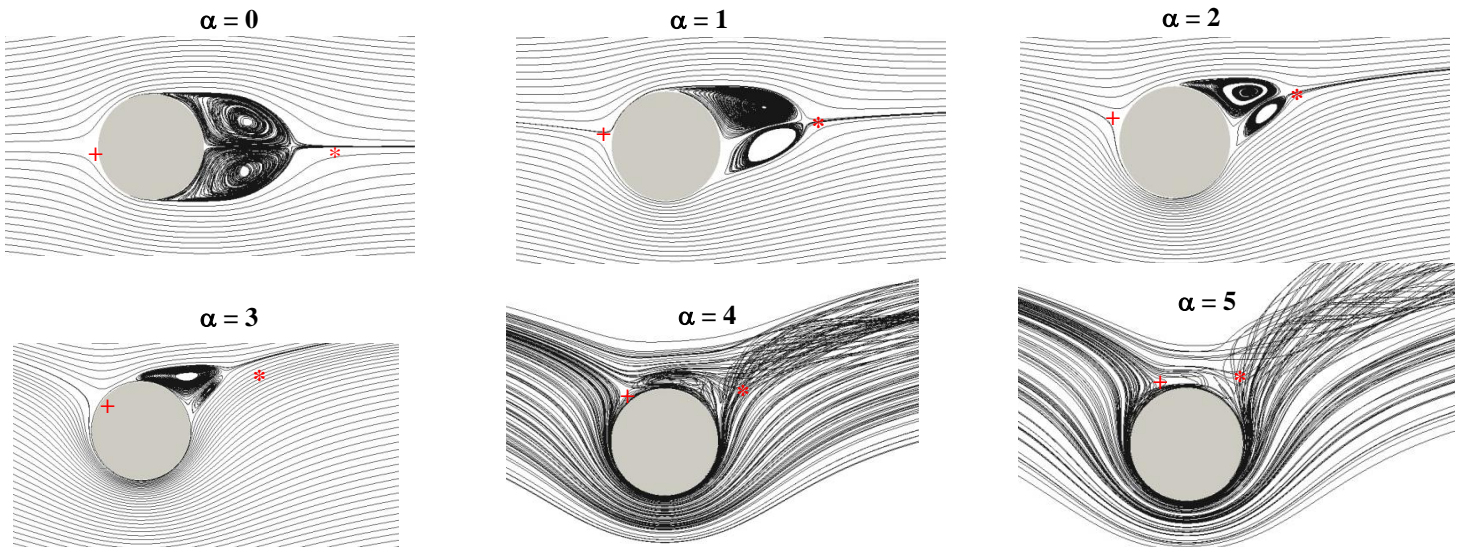 α = 0
α = 1
α = 2
α = 3
α = 4
α = 5